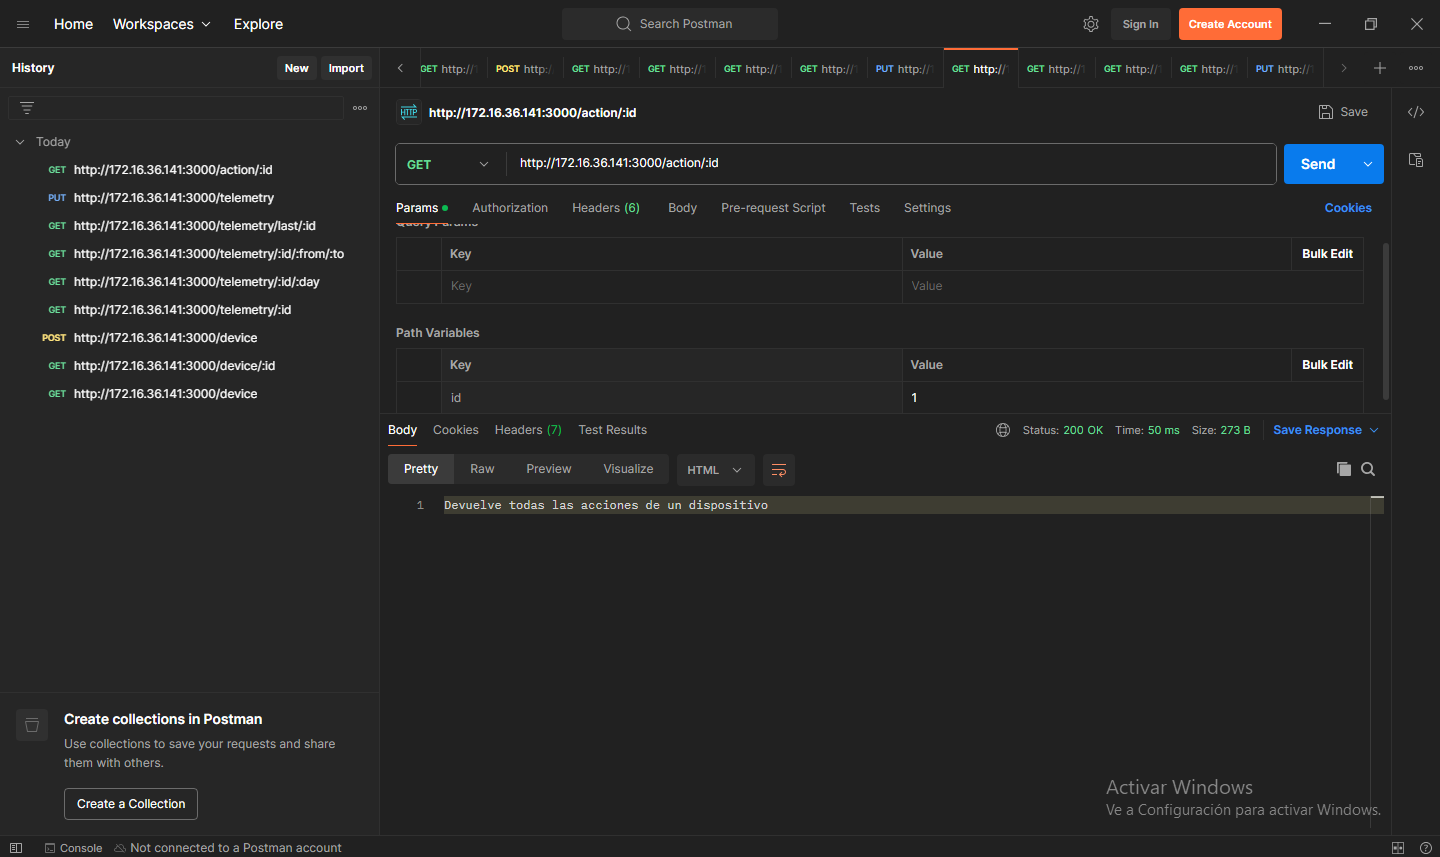 Home Workspaces Explore Search Postman Sign In Create Account
History New Import
GET http:// POST http: GET http:// GET http:// GET http:// GET http:// PUT http:// GET http:// GET http:// GET http:// GET http:// PUT http://
HTTP http://172.16.36.141:3000/action/:id Save
Today
GET http://172.16.36.141:3000/action/:id
PUT http://172.16.36.141:3000/telemetry
GET http://172.16.36.141:3000/telemetry/last/:id
GET http://172.16.36.141:3000/telemetry/:id/:from/:to
GET http://172.16.36.141:3000/telemetry/:id/:day
GET http://172.16.36.141:3000/telemetry/:id
POST http://172.16.36.141:3000/device
GET http://172.16.36.141:3000/device/:id
GET http://172.16.36.141:3000/device
Create collections in Postman
Use collections to save your requests and share
them with others.
Create a Collection
GET http://172.16.36.141:3000/action/:id Send
Params Authorization Headers (6) Body Pre-request Script Tests Settings Cookies
Query Params
Key Value Bulk Edit
Key Value
Path Variables
Key Value Bulk Edit
id 1
Body Cookies Headers (7) Test Results Status: 200 OK Time: 50 ms Size: 273 B Save Response
Pretty Raw Preview Visualize HTML
1 Devuelve todas las acciones de un dispositivo
Activar Windows
Ve a Configuración para activar Windows.
Console Not connected to a Postman account